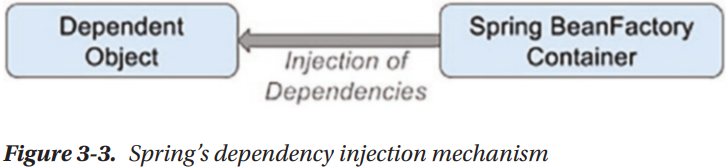 Dependent
Object
Injection of
Dependencies
Spring BeanFactory
Container
Figure 3-3. Spring’s dependency injection mechanism